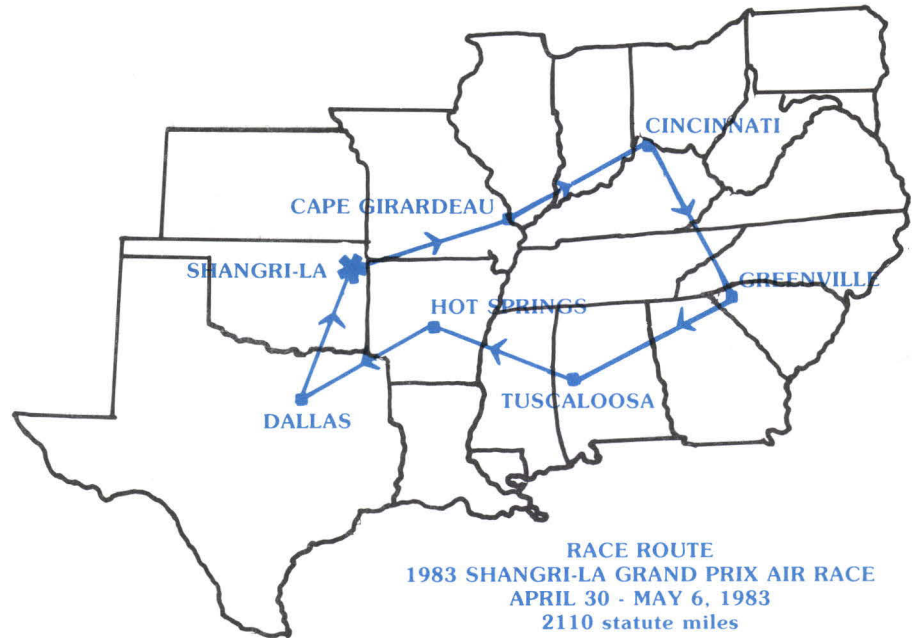 CINCINNATI
CAPE GIRARDEAU
SHANGRI-LA
GREENVILLE
HOT SPRINGS
TUSCALOOSA
DALLAS
RACE ROUTE
1983 SHANGRI-LA GRAND PRIX AIR RACE
APRIL 30 - MAY 6, 1983
2110 statute miles